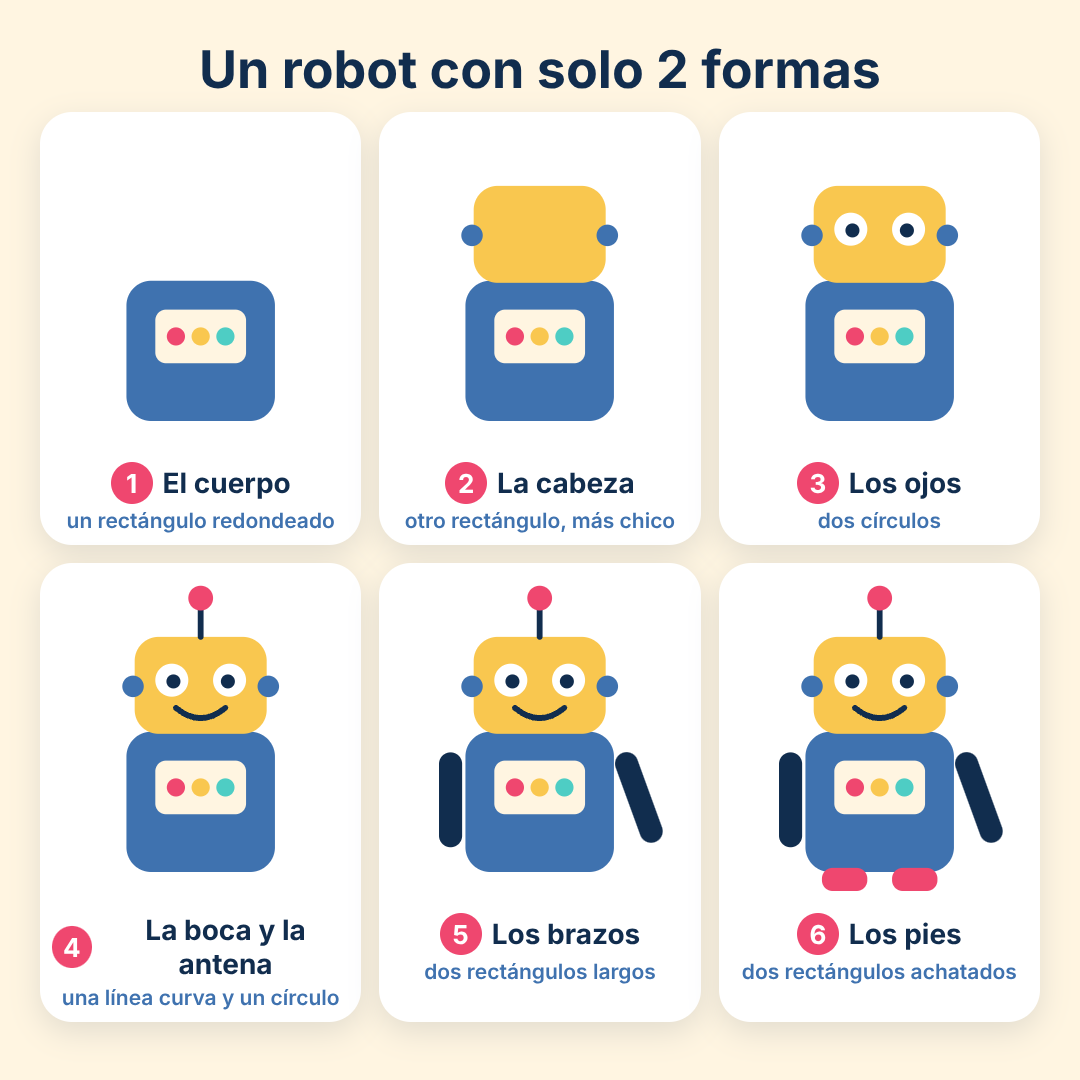 Un robot con solo 2 formas
1 El cuerpo
un rectángulo redondeado
2 La cabeza
otro rectángulo, más chico
3 Los ojos
dos círculos
4 La boca y la
antena
una línea curva y un círculo
5 Los brazos
dos rectángulos largos
6 Los pies
dos rectángulos achatados